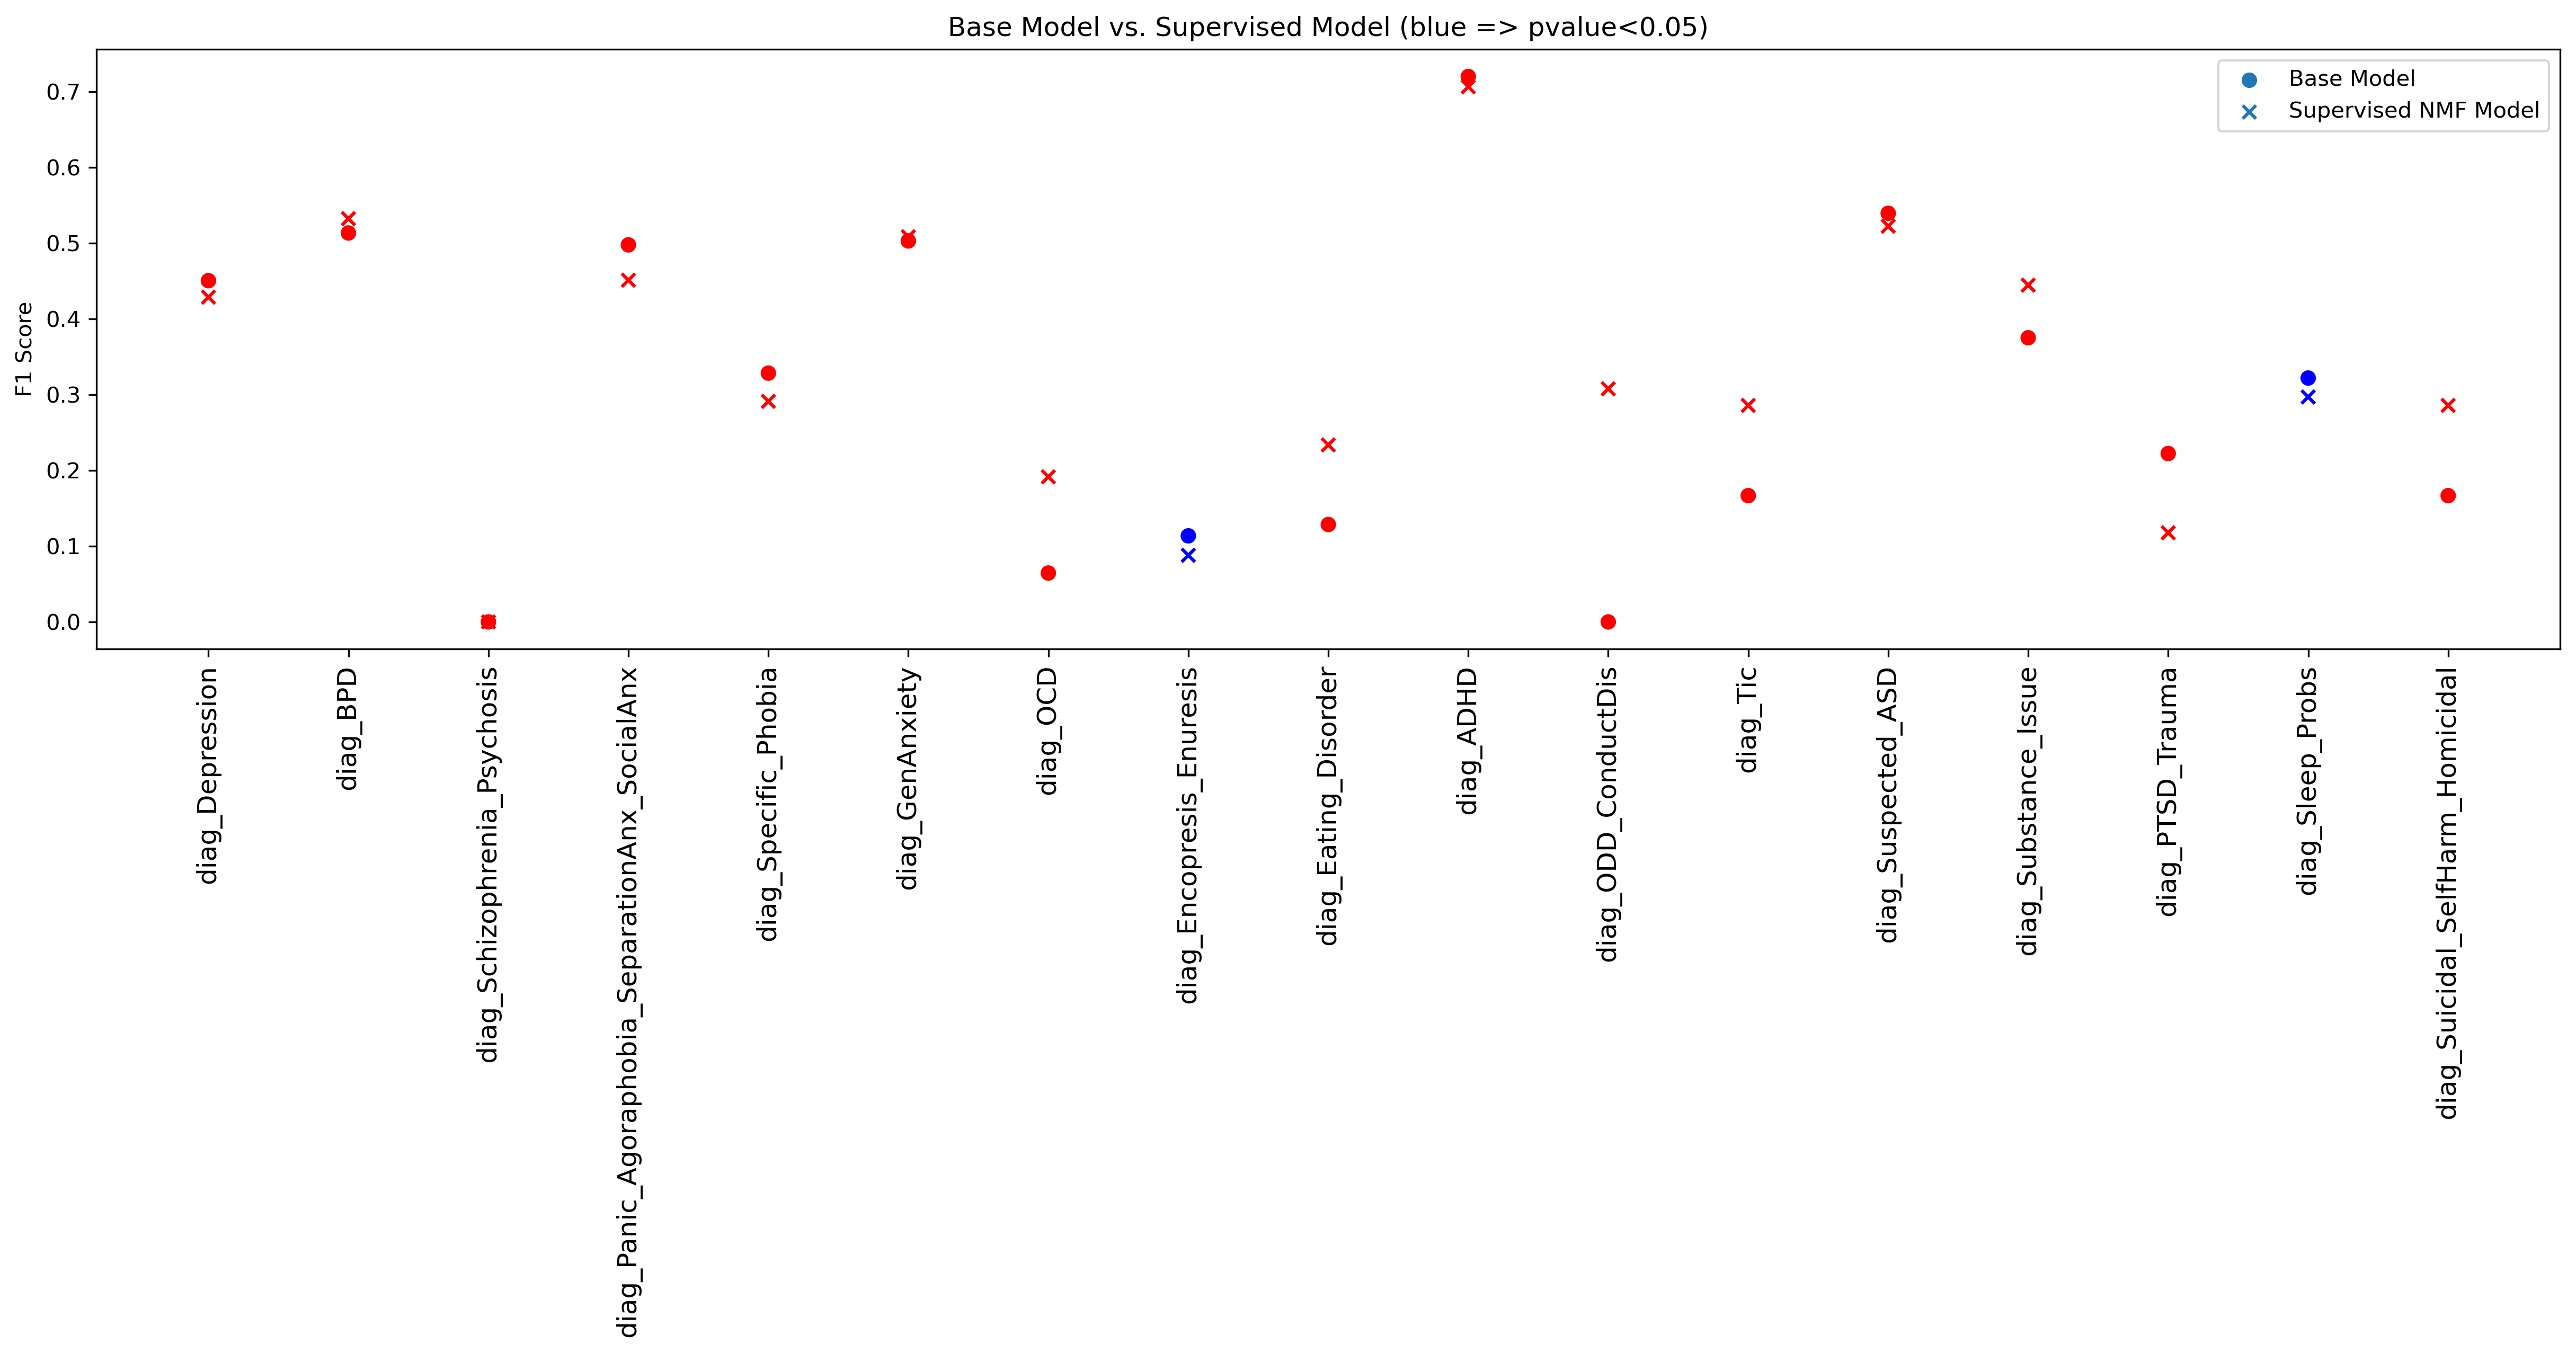 Base Model vs. Supervised Model (blue => pvalue<0.05)
Base Model
Supervised NMF Model
F1 Score
0.7
0.6
0.5
0.4
0.3
0.2
0.1
0.0
diag_Depression
diag_BPD
diag_Schizophrenia_Psychosis
diag_Panic_Agoraphobia_SeparationAnx_SocialAnx
diag_Specific_Phobia
diag_GenAnxiety
diag_OCD
diag_Encopresis_Enuresis
diag_Eating_Disorder
diag_ADHD
diag_ODD_ConductDis
diag_Tic
diag_Suspected_ASD
diag_Substance_Issue
diag_PTSD_Trauma
diag_Sleep_Probs
diag_Suicidal_SelfHarm_Homicidal